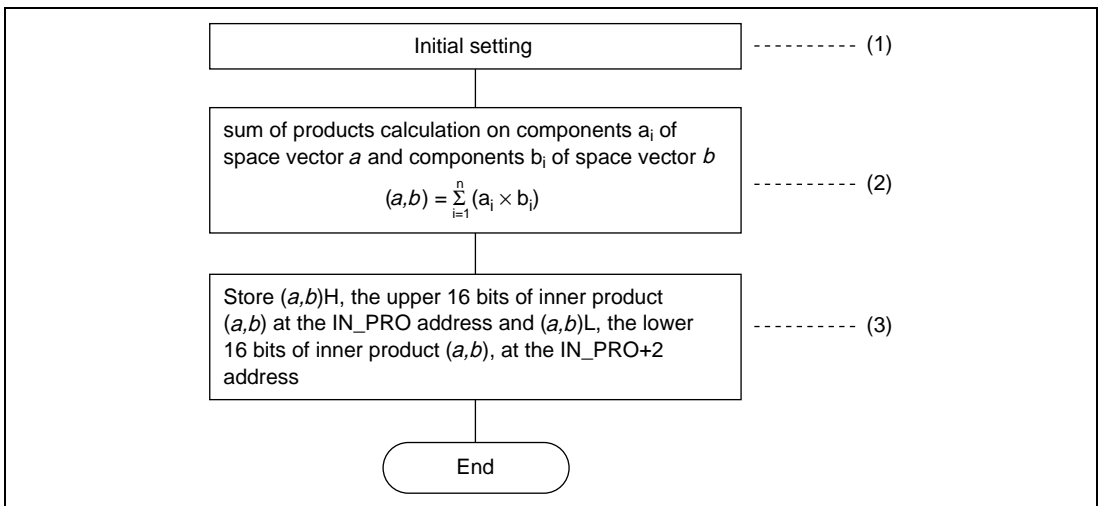 Initial setting
---------- (1)
sum of products calculation on components aᵢ of
space vector a and components bᵢ of space vector b
(a,b) = Σ (aᵢ × bᵢ)
n
i=1
---------- (2)
Store (a,b)H, the upper 16 bits of inner product
(a,b) at the IN_PRO address and (a,b)L, the lower
16 bits of inner product (a,b), at the IN_PRO+2
address
---------- (3)
End